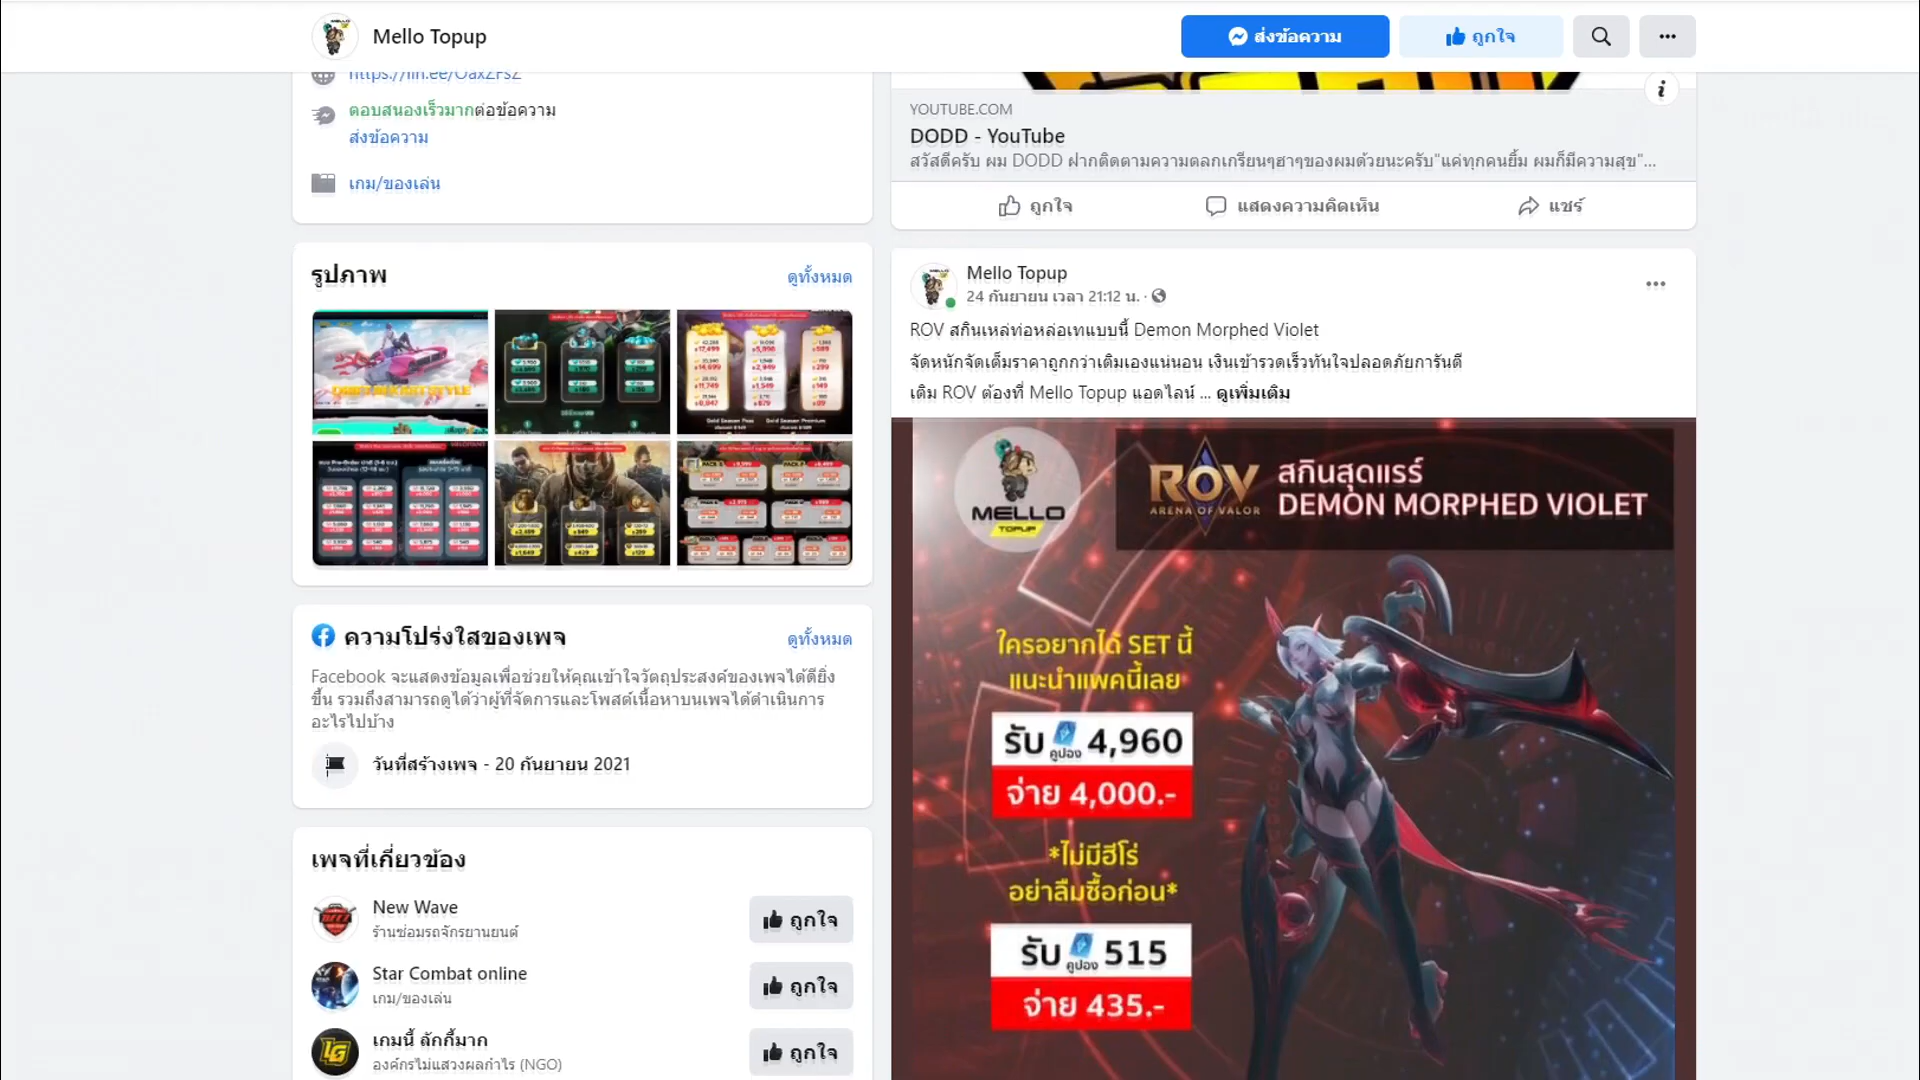 Mello Topup
ส่งข้อความ
ถูกใจ
https://lin.ee/OaxZFsZ
ตอบสนองเร็วมากต่อข้อความ
ส่งข้อความ
เกม/ของเล่น
รูปภาพ
ดูทั้งหมด
ความโปร่งใสของเพจ
ดูทั้งหมด
Facebook จะแสดงข้อมูลเพื่อช่วยให้คุณเข้าใจวัตถุประสงค์ของเพจได้ดียิ่ง
ขึ้น รวมถึงสามารถดูได้ว่าผู้ที่จัดการและโพสต์เนื้อหาบนเพจได้ดำเนินการ
อะไรไปบ้าง
วันที่สร้างเพจ - 20 กันยายน 2021
เพจที่เกี่ยวข้อง
New Wave
ร้านซ่อมรถจักรยานยนต์
ถูกใจ
Star Combat online
เกม/ของเล่น
ถูกใจ
เกมนี้ ลักกี้มาก
องค์กรไม่แสวงผลกำไร (NGO)
ถูกใจ
YOUTUBE.COM
DODD - YouTube
สวัสดีครับ ผม DODD ฝากติดตามความตลกเกรียนๆฮาๆของผมด้วยนะครับ"แค่ทุกคนยิ้ม ผมก็มีความสุข"...
ถูกใจ
แสดงความคิดเห็น
แชร์
Mello Topup
24 กันยายน เวลา 21:12 น. ·
ROV สกินเหล่ท่อหล่อเทแบบนี้ Demon Morphed Violet
จัดหนักจัดเต็มราคาถูกกว่าเติมเองแน่นอน เงินเข้ารวดเร็วทันใจปลอดภัยการันตี
เติม ROV ต้องที่ Mello Topup แอดไลน์ ... ดูเพิ่มเติม
MELLO
TOPUP
ROV
ARENA OF VALOR
สกินสุดแรร์
DEMON MORPHED VIOLET
ใครอยากได้ SET นี้
แนะนำแพคนี้เลย
รับ คูปอง 4,960
จ่าย 4,000.-
*ไม่มีฮีโร่
อย่าลืมซื้อก่อน*
รับ คูปอง 515
จ่าย 435.-